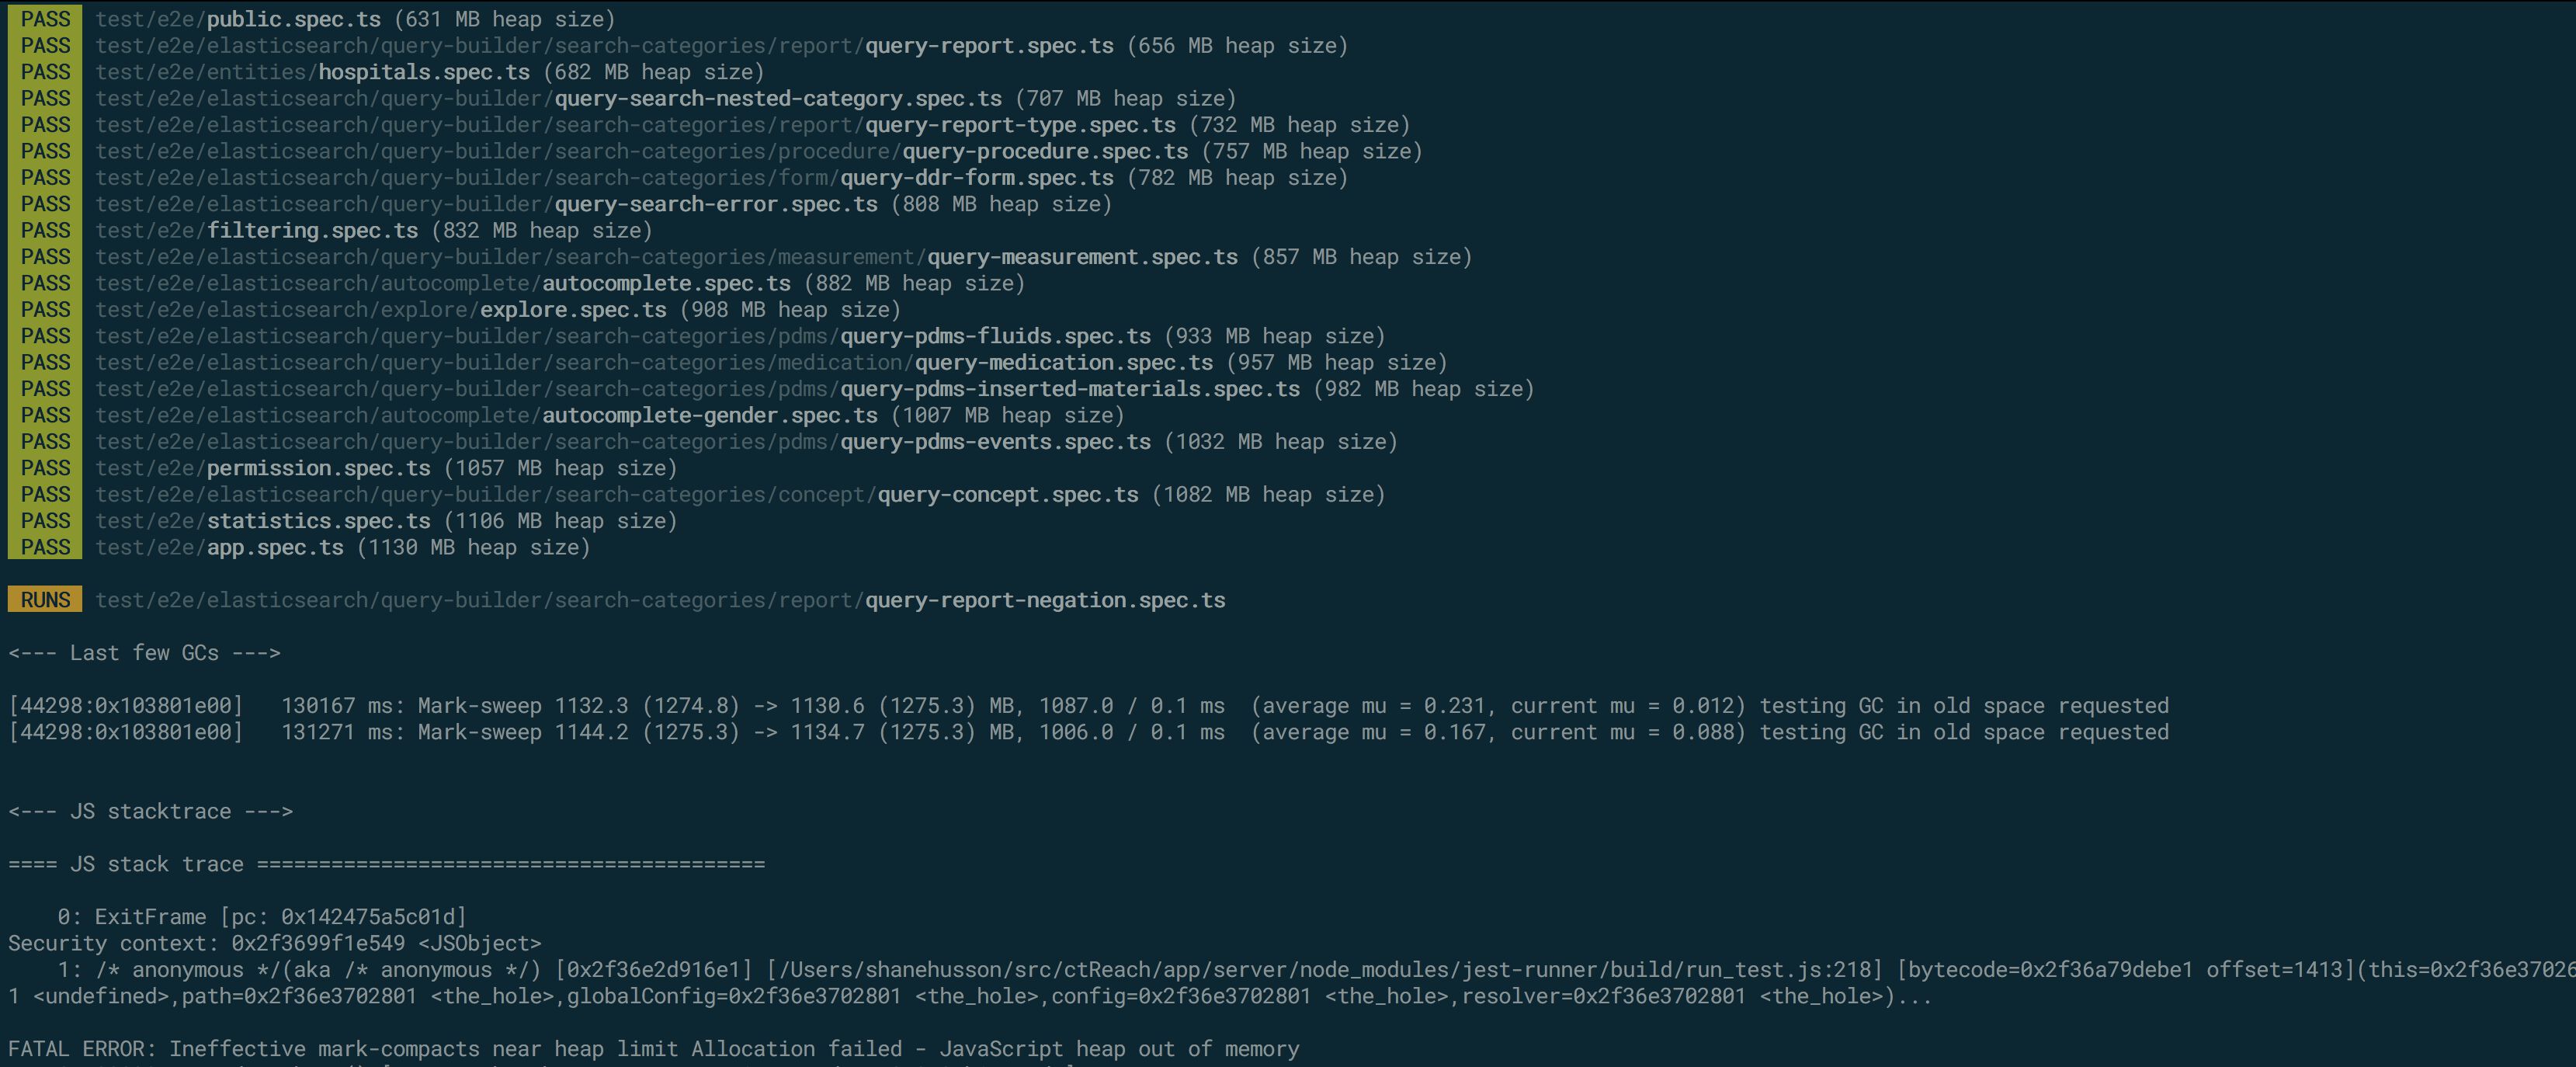 PASS test/e2e/public.spec.ts (631 MB heap size)
PASS test/e2e/elasticsearch/query-builder/search-categories/report/query-report.spec.ts (656 MB heap size)
PASS test/e2e/entities/hospitals.spec.ts (682 MB heap size)
PASS test/e2e/elasticsearch/query-builder/query-search-nested-category.spec.ts (707 MB heap size)
PASS test/e2e/elasticsearch/query-builder/search-categories/report/query-report-type.spec.ts (732 MB heap size)
PASS test/e2e/elasticsearch/query-builder/search-categories/procedure/query-procedure.spec.ts (757 MB heap size)
PASS test/e2e/elasticsearch/query-builder/search-categories/form/query-ddr-form.spec.ts (782 MB heap size)
PASS test/e2e/elasticsearch/query-builder/query-search-error.spec.ts (808 MB heap size)
PASS test/e2e/filtering.spec.ts (832 MB heap size)
PASS test/e2e/elasticsearch/query-builder/search-categories/measurement/query-measurement.spec.ts (857 MB heap size)
PASS test/e2e/elasticsearch/autocomplete/autocomplete.spec.ts (882 MB heap size)
PASS test/e2e/elasticsearch/explore/explore.spec.ts (908 MB heap size)
PASS test/e2e/elasticsearch/query-builder/search-categories/pdms/query-pdms-fluids.spec.ts (933 MB heap size)
PASS test/e2e/elasticsearch/query-builder/search-categories/medication/query-medication.spec.ts (957 MB heap size)
PASS test/e2e/elasticsearch/query-builder/search-categories/pdms/query-pdms-inserted-materials.spec.ts (982 MB heap size)
PASS test/e2e/elasticsearch/autocomplete/autocomplete-gender.spec.ts (1007 MB heap size)
PASS test/e2e/elasticsearch/query-builder/search-categories/pdms/query-pdms-events.spec.ts (1032 MB heap size)
PASS test/e2e/permission.spec.ts (1057 MB heap size)
PASS test/e2e/elasticsearch/query-builder/search-categories/concept/query-concept.spec.ts (1082 MB heap size)
PASS test/e2e/statistics.spec.ts (1106 MB heap size)
PASS test/e2e/app.spec.ts (1130 MB heap size)
RUNS test/e2e/elasticsearch/query-builder/search-categories/report/query-report-negation.spec.ts
<--- Last few GCs --->
[44298:0x103801e00]   130167 ms: Mark-sweep 1132.3 (1274.8) -> 1130.6 (1275.3) MB, 1087.0 / 0.1 ms  (average mu = 0.231, current mu = 0.012) testing GC in old space requested
[44298:0x103801e00]   131271 ms: Mark-sweep 1144.2 (1275.3) -> 1134.7 (1275.3) MB, 1006.0 / 0.1 ms  (average mu = 0.167, current mu = 0.088) testing GC in old space requested
<--- JS stacktrace --->
==== JS stack trace =========================================
0: ExitFrame [pc: 0x142475a5c01d]
Security context: 0x2f3699f1e549 <JSObject>
1: /* anonymous */(aka /* anonymous */) [0x2f36e2d916e1] [/Users/shanehusson/src/ctReach/app/server/node_modules/jest-runner/build/run_test.js:218] [bytecode=0x2f36a79debe1 offset=1413](this=0x2f36e37026
1 <undefined>,path=0x2f36e3702801 <the_hole>,globalConfig=0x2f36e3702801 <the_hole>,config=0x2f36e3702801 <the_hole>,resolver=0x2f36e3702801 <the_hole>)...
FATAL ERROR: Ineffective mark-compacts near heap limit Allocation failed - JavaScript heap out of memory